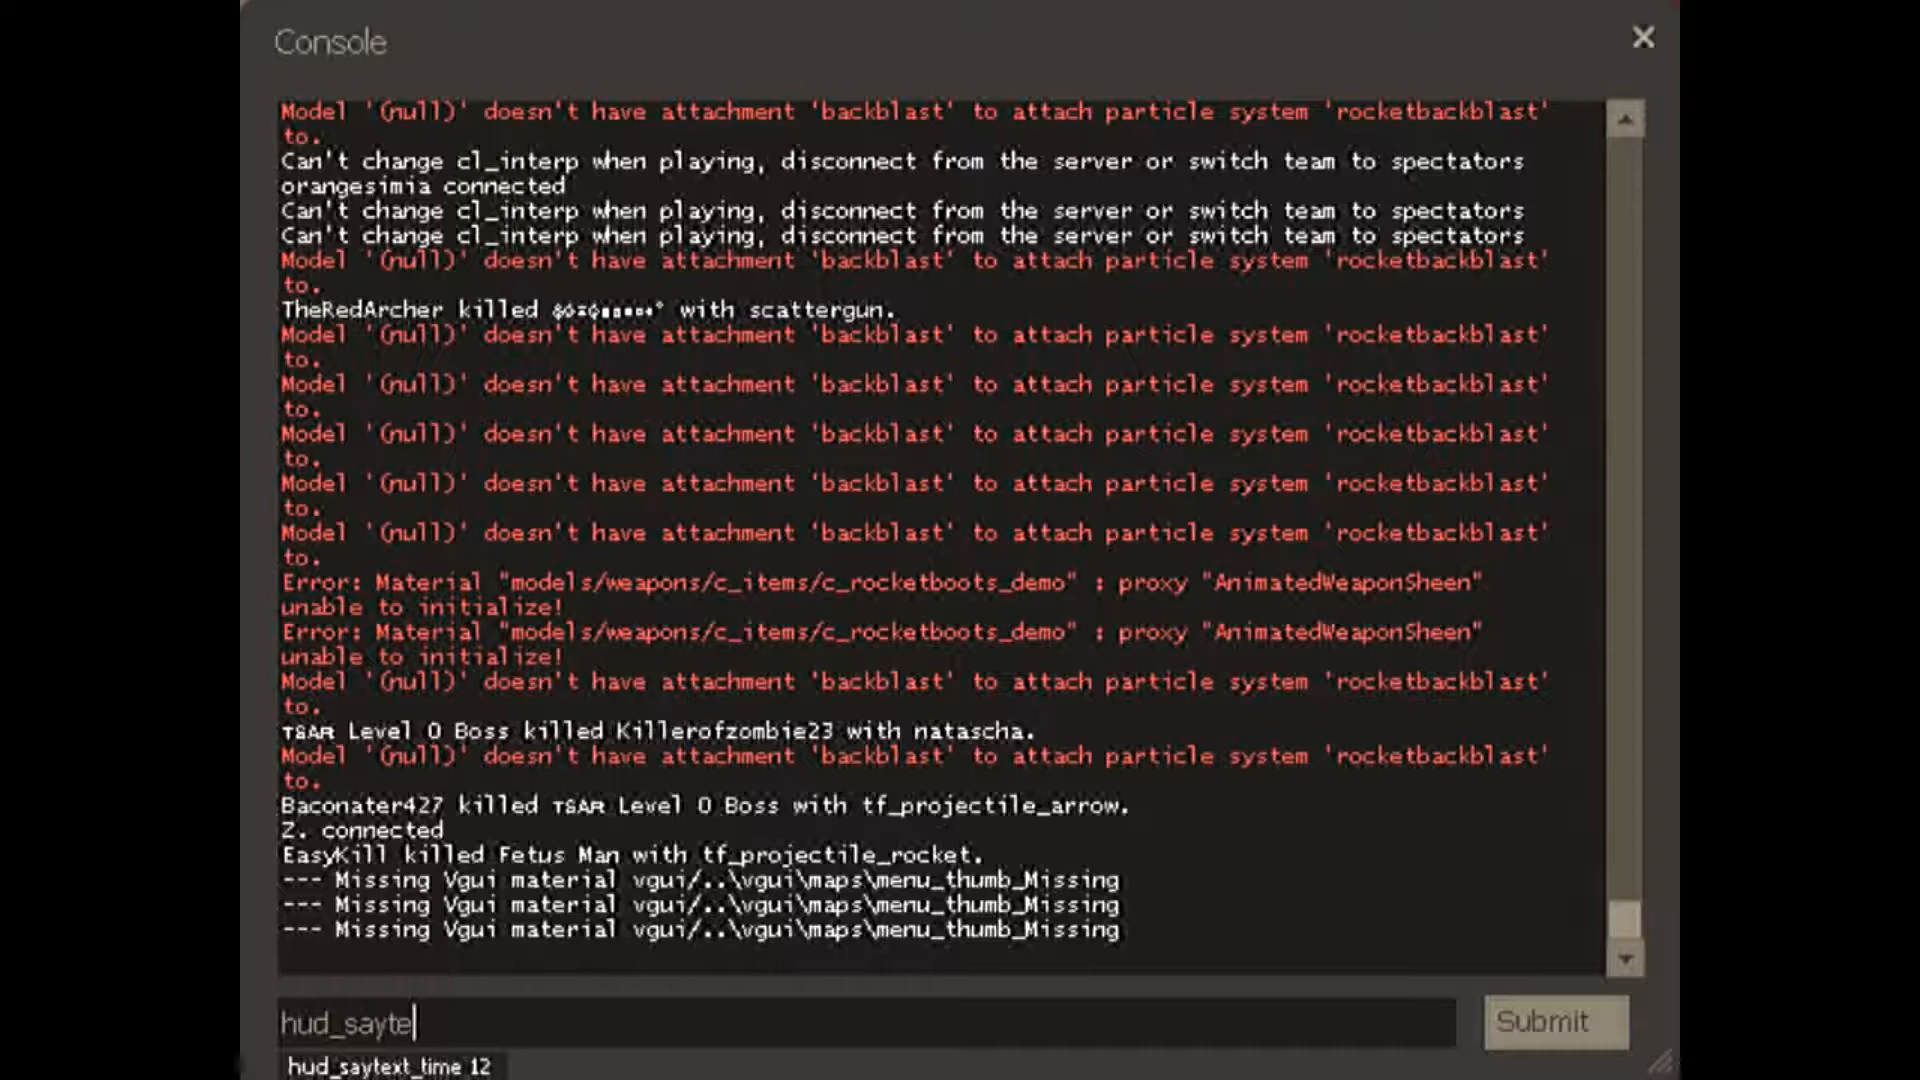 Console
Model '(null)' doesn't have attachment 'backblast' to attach particle system 'rocketbackblast'
to.
Can't change cl_interp when playing, disconnect from the server or switch team to spectators
orangesimia connected
Can't change cl_interp when playing, disconnect from the server or switch team to spectators
Can't change cl_interp when playing, disconnect from the server or switch team to spectators
Model '(null)' doesn't have attachment 'backblast' to attach particle system 'rocketbackblast'
to.
TheRedArcher killed with scattergun.
Model '(null)' doesn't have attachment 'backblast' to attach particle system 'rocketbackblast'
to.
Model '(null)' doesn't have attachment 'backblast' to attach particle system 'rocketbackblast'
to.
Model '(null)' doesn't have attachment 'backblast' to attach particle system 'rocketbackblast'
to.
Model '(null)' doesn't have attachment 'backblast' to attach particle system 'rocketbackblast'
to.
Model '(null)' doesn't have attachment 'backblast' to attach particle system 'rocketbackblast'
to.
Error: Material "models/weapons/c_items/c_rocketboots_demo" : proxy "AnimatedWeaponSheen"
unable to initialize!
Error: Material "models/weapons/c_items/c_rocketboots_demo" : proxy "AnimatedWeaponSheen"
unable to initialize!
Model '(null)' doesn't have attachment 'backblast' to attach particle system 'rocketbackblast'
to.
TSAR Level 0 Boss killed Killerofzombie23 with natascha.
Model '(null)' doesn't have attachment 'backblast' to attach particle system 'rocketbackblast'
to.
Baconater427 killed TSAR Level 0 Boss with tf_projectile_arrow.
Z. connected
EasyKill killed Fetus Man with tf_projectile_rocket.
--- Missing Vgui material vgui/..\vgui\maps\menu_thumb_Missing
--- Missing Vgui material vgui/..\vgui\maps\menu_thumb_Missing
--- Missing Vgui material vgui/..\vgui\maps\menu_thumb_Missing
hud_sayte
Submit
hud_saytext_time 12